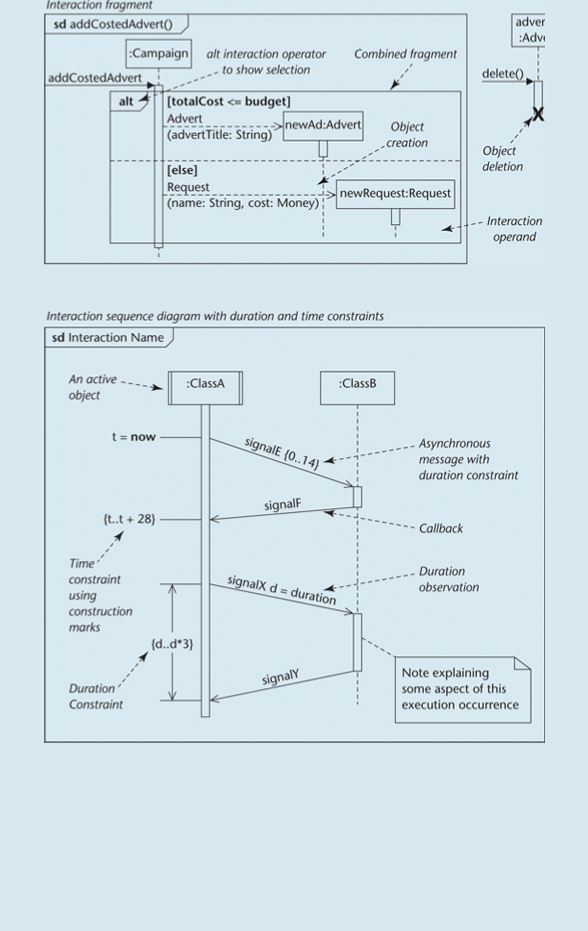 Interaction fragment
sd addCostedAdvert()
:Campaign
alt interaction operator
to show selection
Combined fragment
addCostedAdvert
alt
[totalCost <= budget]
Advert
(advertTitle: String)
newAd:Advert
Object
creation
[else]
Request
(name: String, cost: Money)
newRequest:Request
Interaction
operand
delete()
Object
deletion
Interaction sequence diagram with duration and time constraints
sd Interaction Name
An active
object
:ClassA
:ClassB
t = now
signalE {0..14}
Asynchronous
message with
duration constraint
signalF
{t..t + 28}
Callback
Time
constraint
using
construction
marks
signalX d = duration
Duration
observation
{d..d*3}
signalY
Duration
Constraint
Note explaining
some aspect of this
execution occurrence